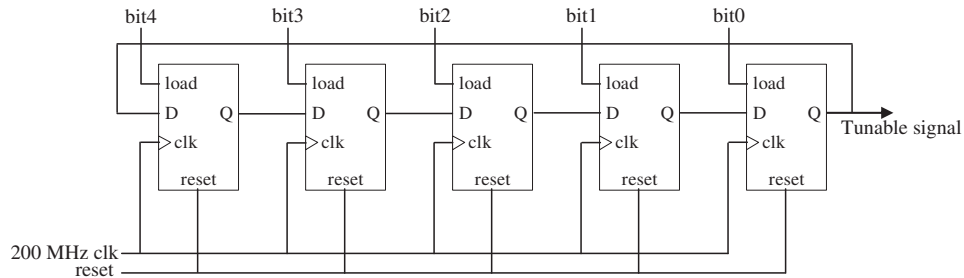 bit4 bit3 bit2 bit1 bit0
load load load load load
D Q D Q D Q D Q D Q
Tunable signal
clk clk clk clk clk
reset reset reset reset reset
200 MHz clk
reset